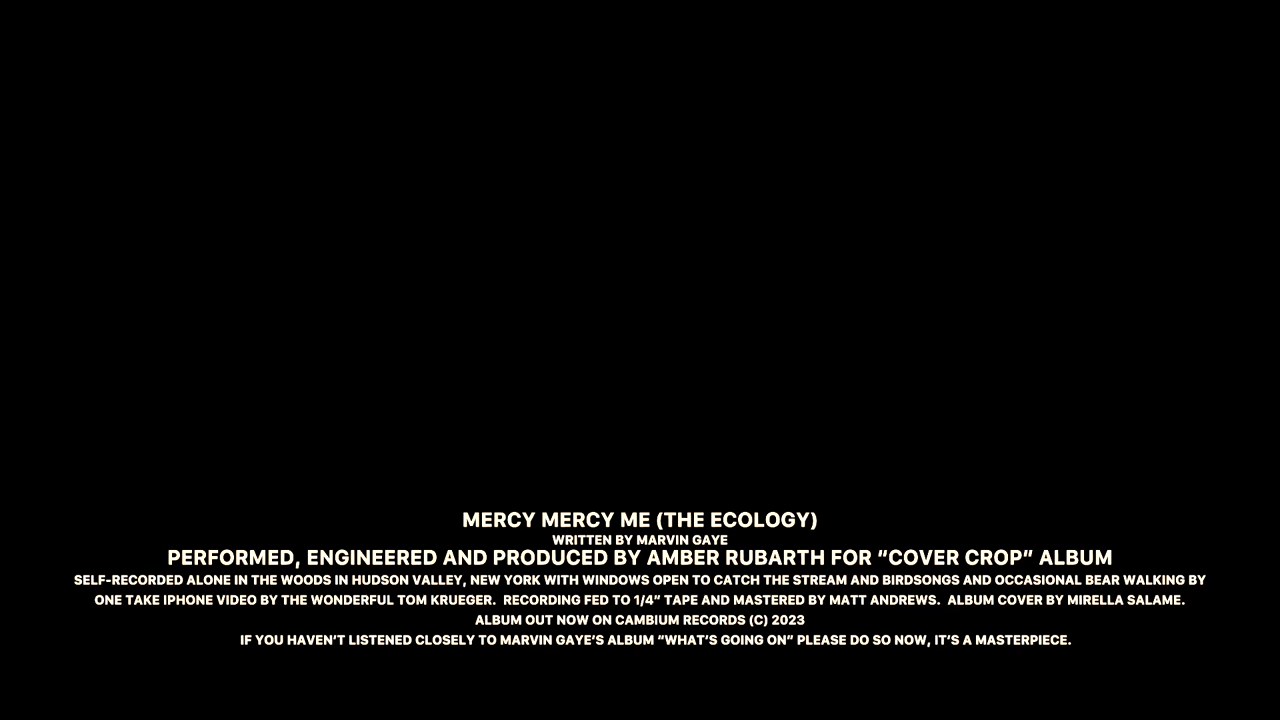 MERCY MERCY ME (THE ECOLOGY)
WRITTEN BY MARVIN GAYE
PERFORMED, ENGINEERED AND PRODUCED BY AMBER RUBARTH FOR “COVER CROP” ALBUM
SELF-RECORDED ALONE IN THE WOODS IN HUDSON VALLEY, NEW YORK WITH WINDOWS OPEN TO CATCH THE STREAM AND BIRDSONGS AND OCCASIONAL BEAR WALKING BY
ONE TAKE IPHONE VIDEO BY THE WONDERFUL TOM KRUEGER.  RECORDING FED TO 1/4” TAPE AND MASTERED BY MATT ANDREWS.  ALBUM COVER BY MIRELLA SALAME.
ALBUM OUT NOW ON CAMBIUM RECORDS (C) 2023
IF YOU HAVEN’T LISTENED CLOSELY TO MARVIN GAYE’S ALBUM “WHAT’S GOING ON” PLEASE DO SO NOW, IT’S A MASTERPIECE.